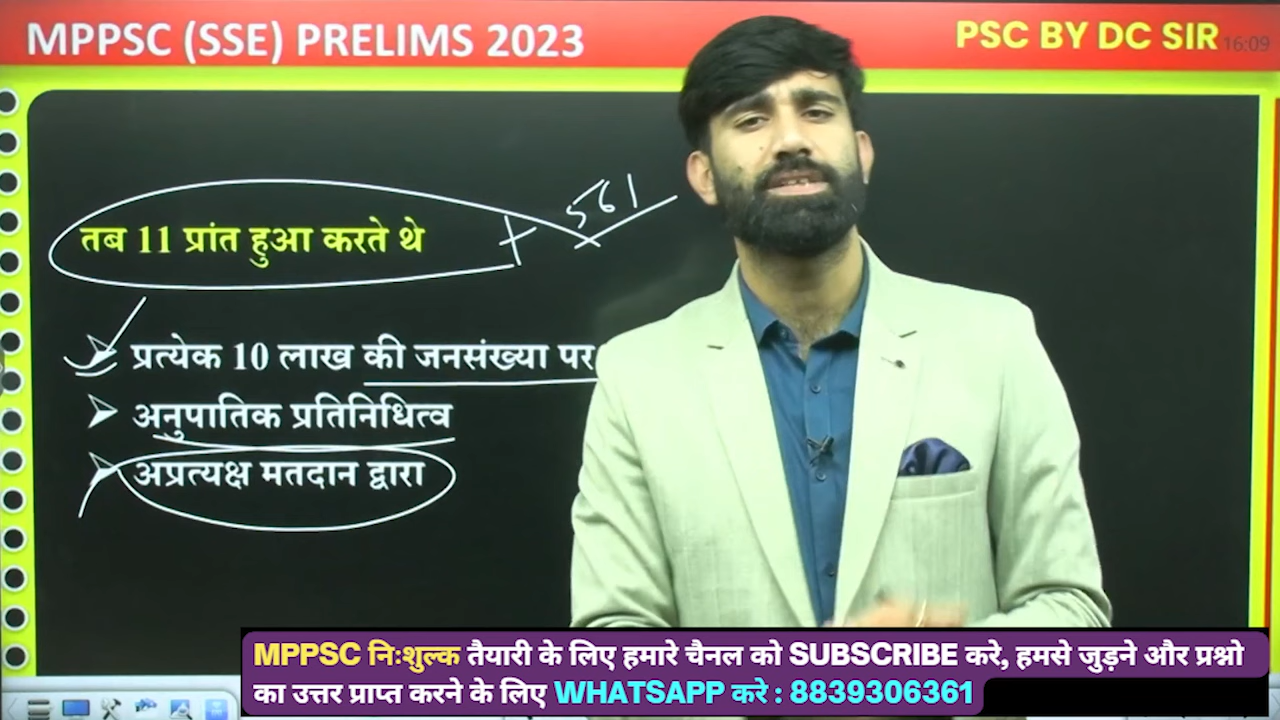 MPPSC (SSE) PRELIMS 2023
PSC BY DC SIR
16:09
561
तब 11 प्रांत हुआ करते थे
प्रत्येक 10 लाख की जनसंख्या पर
अनुपातिक प्रतिनिधित्व
अप्रत्यक्ष मतदान द्वारा
MPPSC निःशुल्क तैयारी के लिए हमारे चैनल को SUBSCRIBE करे, हमसे जुड़ने और प्रश्नो
का उत्तर प्राप्त करने के लिए WHATSAPP करे : 8839306361